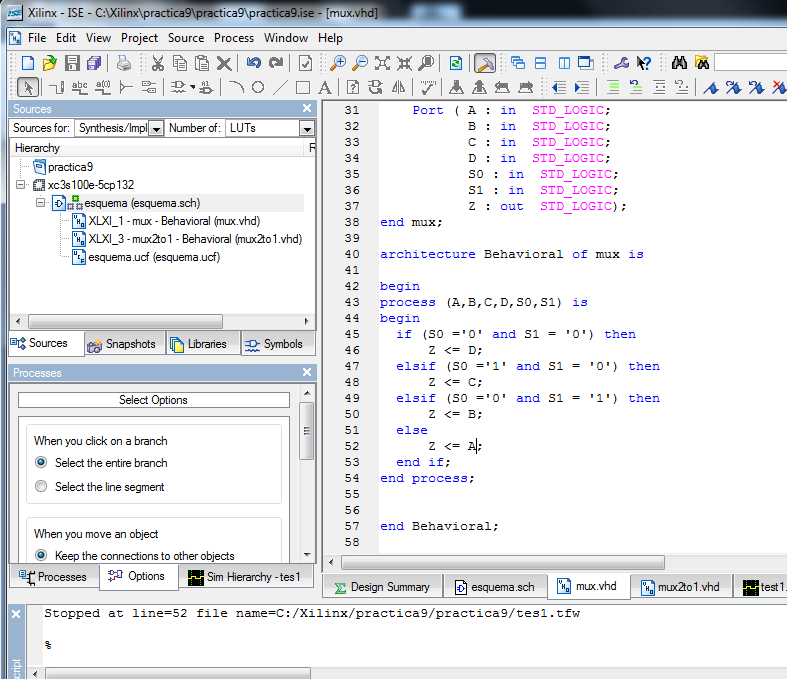 Xilinx - ISE - C:\Xilinx\practica9\practica9\practica9.ise - [mux.vhd]
File Edit View Project Source Process Window Help
Sources
Sources for: Synthesis/Impl Number of: LUTs
Hierarchy
practica9
xc3s100e-5cp132
esquema (esquema.sch)
XLXI_1 - mux - Behavioral (mux.vhd)
XLXI_3 - mux2to1 - Behavioral (mux2to1.vhd)
esquema.ucf (esquema.ucf)
Sources Snapshots Libraries Symbols
Processes
Select Options
When you click on a branch
Select the entire branch
Select the line segment
When you move an object
Keep the connections to other objects
Processes Options Sim Hierarchy - tes1
31 Port ( A : in STD_LOGIC;
32 B : in STD_LOGIC;
33 C : in STD_LOGIC;
34 D : in STD_LOGIC;
35 S0 : in STD_LOGIC;
36 S1 : in STD_LOGIC;
37 Z : out STD_LOGIC);
38 end mux;
39
40 architecture Behavioral of mux is
41
42 begin
43 process (A,B,C,D,S0,S1) is
44 begin
45 if (S0 ='0' and S1 = '0') then
46 Z <= D;
47 elsif (S0 ='1' and S1 = '0') then
48 Z <= C;
49 elsif (S0 ='0' and S1 = '1') then
50 Z <= B;
51 else
52 Z <= A;
53 end if;
54 end process;
55
56
57 end Behavioral;
58
Design Summary esquema.sch mux.vhd mux2to1.vhd test1.
Stopped at line=52 file name=C:/Xilinx/practica9/practica9/tes1.tfw
%